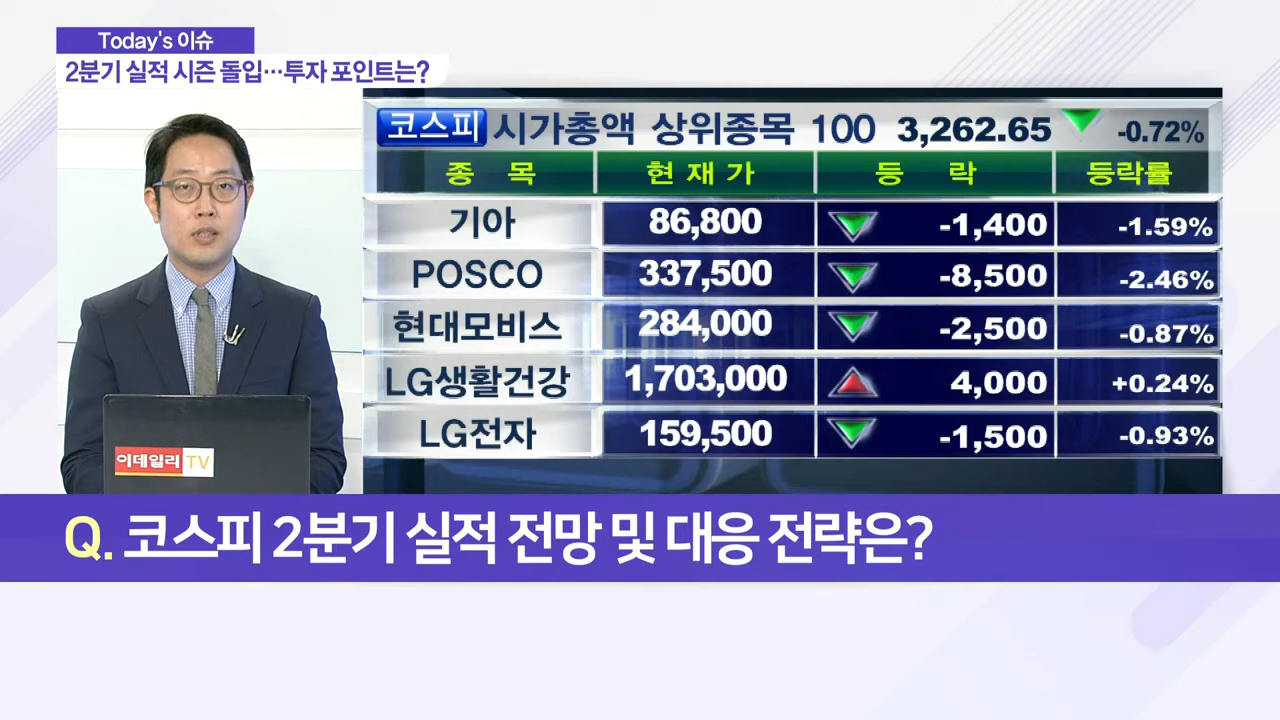 Today's 이슈
2분기 실적 시즌 돌입…투자 포인트는?
코스피 시가총액 상위종목 100 3,262.65 -0.72%
종 목 현 재 가 등 락 등락률
기아 86,800 -1,400 -1.59%
POSCO 337,500 -8,500 -2.46%
현대모비스 284,000 -2,500 -0.87%
LG생활건강 1,703,000 4,000 +0.24%
LG전자 159,500 -1,500 -0.93%
이데일리 TV
Q. 코스피 2분기 실적 전망 및 대응 전략은?